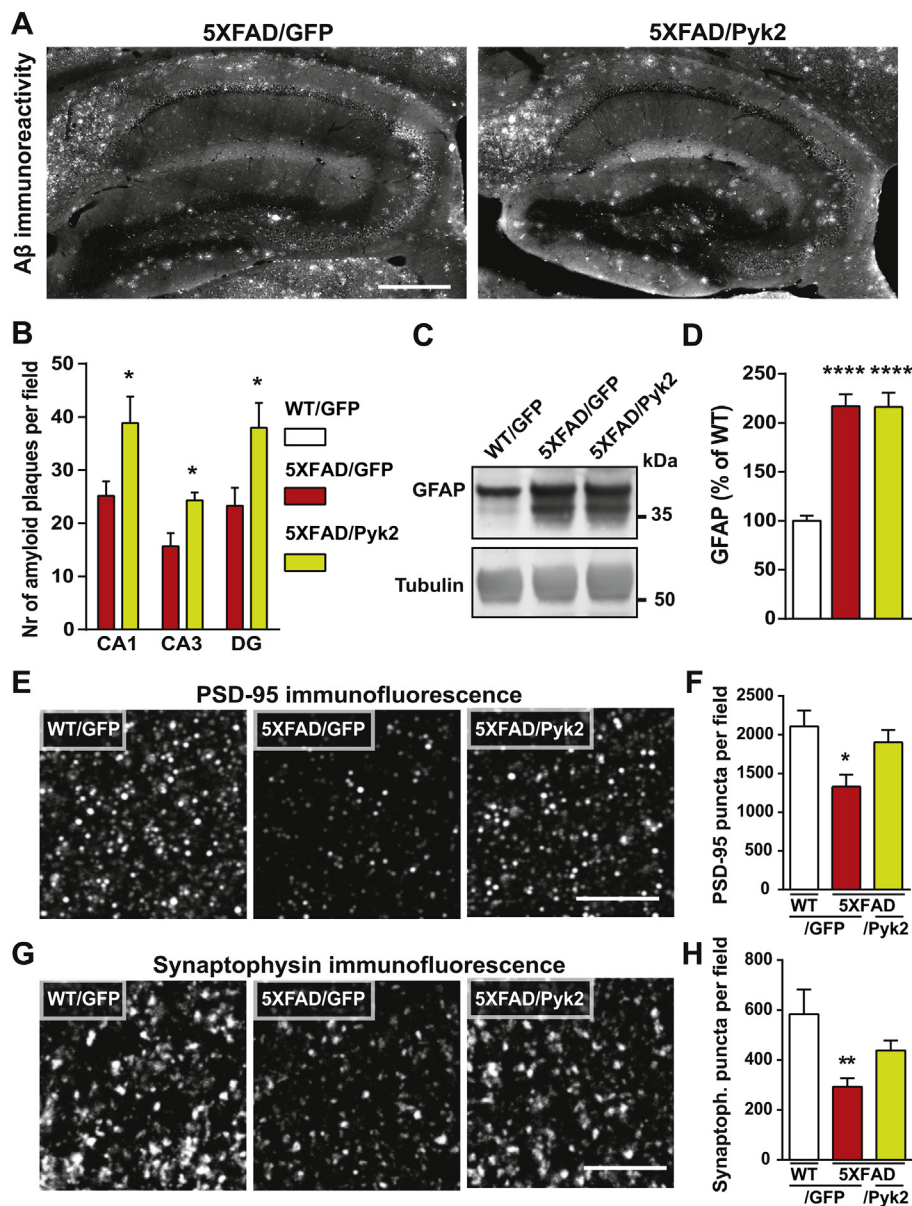 A
5XFAD/GFP
5XFAD/Pyk2
Aβ immunoreactivity
B
Nr of amyloid plaques per field
50
40
30
20
10
0
*
*
*
CA1 CA3 DG
WT/GFP
5XFAD/GFP
5XFAD/Pyk2
C
WT/GFP
5XFAD/GFP
5XFAD/Pyk2
kDa
GFAP
35
Tubulin
50
D
GFAP (% of WT)
250
200
150
100
50
0
**** ****
E
PSD-95 immunofluorescence
WT/GFP
5XFAD/GFP
5XFAD/Pyk2
F
PSD-95 puncta per field
2500
2000
1500
1000
500
0
*
WT 5XFAD
/GFP /Pyk2
G
Synaptophysin immunofluorescence
WT/GFP
5XFAD/GFP
5XFAD/Pyk2
H
Synaptoph. puncta per field
800
600
400
200
0
**
WT 5XFAD
/GFP /Pyk2